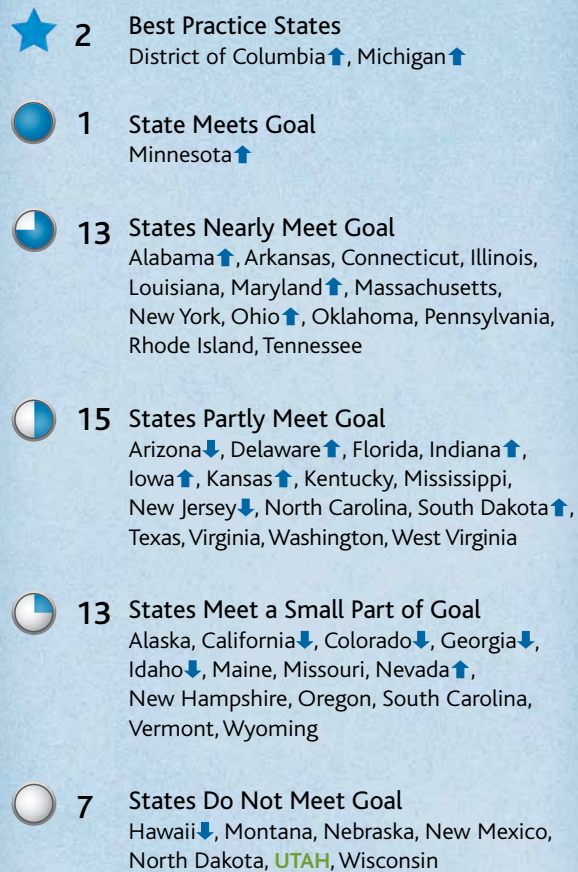 2 Best Practice States
District of Columbia⬆, Michigan⬆
1 State Meets Goal
Minnesota⬆
13 States Nearly Meet Goal
Alabama⬆, Arkansas, Connecticut, Illinois,
Louisiana, Maryland⬆, Massachusetts,
New York, Ohio⬆, Oklahoma, Pennsylvania,
Rhode Island, Tennessee
15 States Partly Meet Goal
Arizona⬇, Delaware⬆, Florida, Indiana⬆,
Iowa⬆, Kansas⬆, Kentucky, Mississippi,
New Jersey⬇, North Carolina, South Dakota⬆,
Texas, Virginia, Washington, West Virginia
13 States Meet a Small Part of Goal
Alaska, California⬇, Colorado⬇, Georgia⬇,
Idaho⬇, Maine, Missouri, Nevada⬆,
New Hampshire, Oregon, South Carolina,
Vermont, Wyoming
7 States Do Not Meet Goal
Hawaii⬇, Montana, Nebraska, New Mexico,
North Dakota, UTAH, Wisconsin